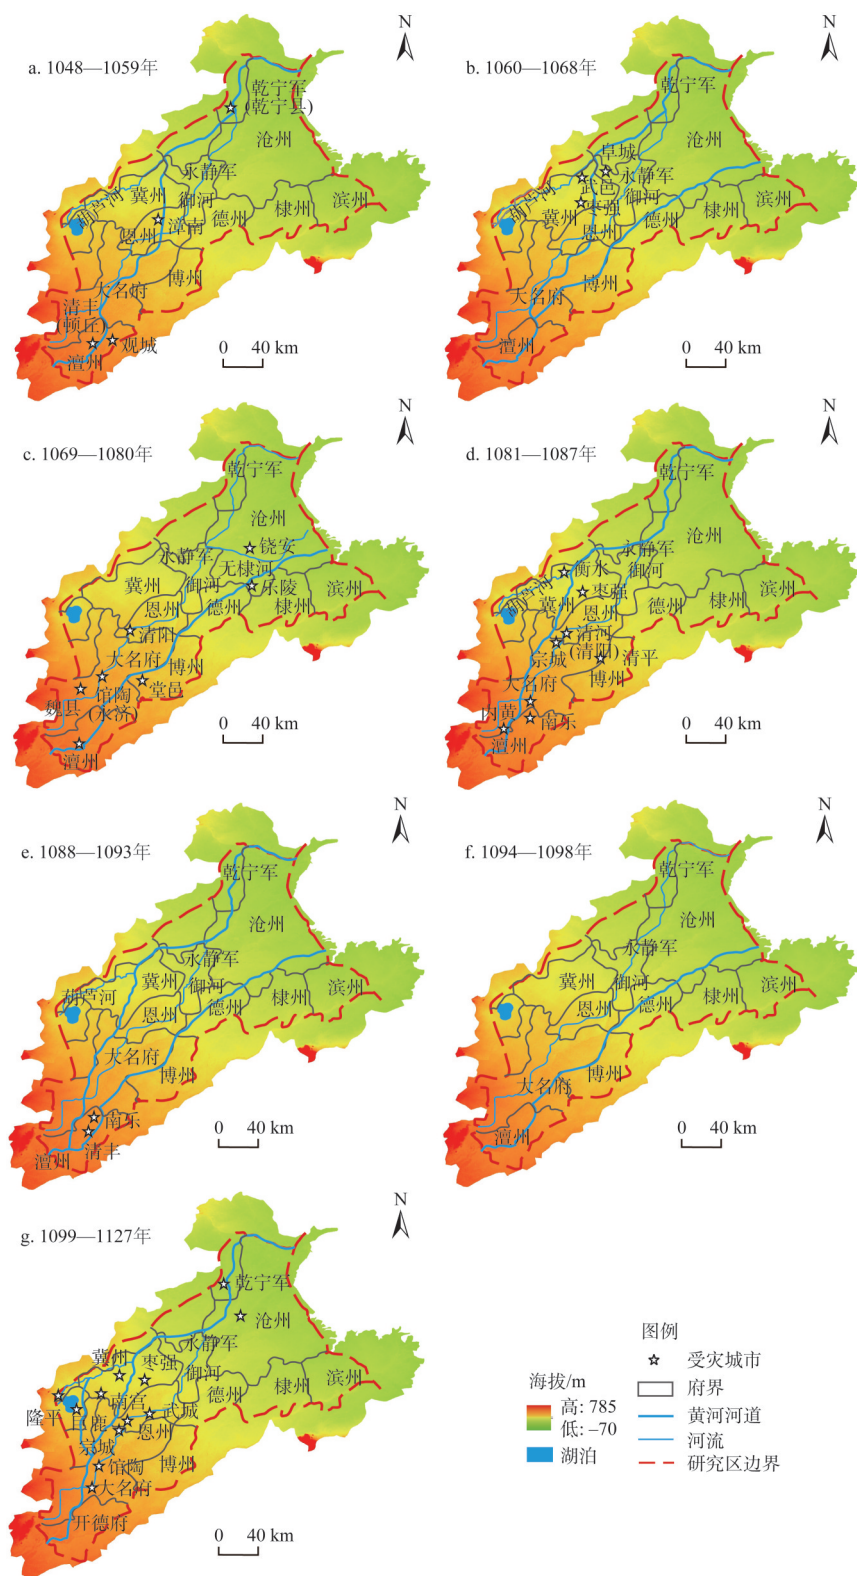 N
a. 1048—1059年
乾宁军
(乾宁县)
沧州
永静军
葫芦河
冀州
御河
漳南
恩州
德州
棣州
滨州
博州
大名府
清丰
(顿丘)
观城
澶州
0 40 km
N
b. 1060—1068年
乾宁军
沧州
阜城
永静军
武邑
葫芦河
御河
枣强
冀州
恩州
德州
棣州
滨州
博州
大名府
澶州
0 40 km
N
c. 1069—1080年
乾宁军
沧州
饶安
永静军
无棣河
冀州
御河
乐陵
恩州
德州
棣州
滨州
清阳
大名府
博州
馆陶
(永济)
堂邑
魏县
澶州
0 40 km
N
d. 1081—1087年
乾宁军
沧州
永静军
衡水
御河
葫芦河
枣强
冀州
恩州
德州
棣州
滨州
清河
(清阳)
宗城
清平
博州
大名府
内黄
南乐
澶州
0 40 km
N
e. 1088—1093年
乾宁军
沧州
永静军
冀州
御河
葫芦河
恩州
德州
棣州
滨州
大名府
博州
南乐
清丰
澶州
0 40 km
N
f. 1094—1098年
乾宁军
沧州
永静军
冀州
御河
恩州
德州
棣州
滨州
博州
大名府
澶州
0 40 km
N
g. 1099—1127年
乾宁军
沧州
永静军
冀州
枣强
御河
德州
棣州
滨州
南宫
隆平
巨鹿
武城
恩州
宗城
博州
馆陶
大名府
开德府
0 40 km
图例
受灾城市
府界
黄河河道
河流
研究区边界
海拔/m
高: 785
低: –70
湖泊